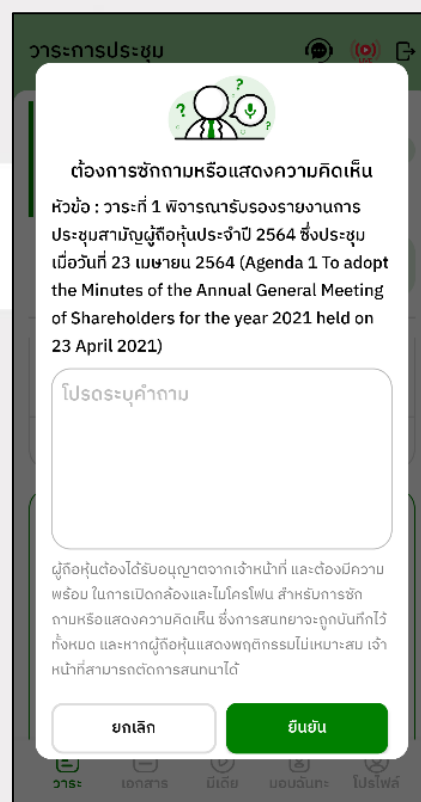 วาระการประชุม
LIVE
ต้องการซักถามหรือแสดงความคิดเห็น
หัวข้อ : วาระที่ 1 พิจารณารับรองรายงานการ
ประชุมสามัญผู้ถือหุ้นประจำปี 2564 ซึ่งประชุม
เมื่อวันที่ 23 เมษายน 2564 (Agenda 1 To adopt
the Minutes of the Annual General Meeting
of Shareholders for the year 2021 held on
23 April 2021)
โปรดระบุคำถาม
ผู้ถือหุ้นต้องได้รับอนุญาตจากเจ้าหน้าที่ และต้องมีความ
พร้อม ในการเปิดกล้องและไมโครโฟน สำหรับการซัก
ถามหรือแสดงความคิดเห็น ซึ่งการสนทยาจะถูกบันทึกไว้
ทั้งหมด และหากผู้ถือหุ้นแสดงพฤติกรรมไม่เหมาะสม เจ้า
หน้าที่สามารถตัดการสนทนาได้
ยกเลิก ยืนยัน
วาระ เอกสาร มีเดีย มอบฉันทะ โปรไฟล์